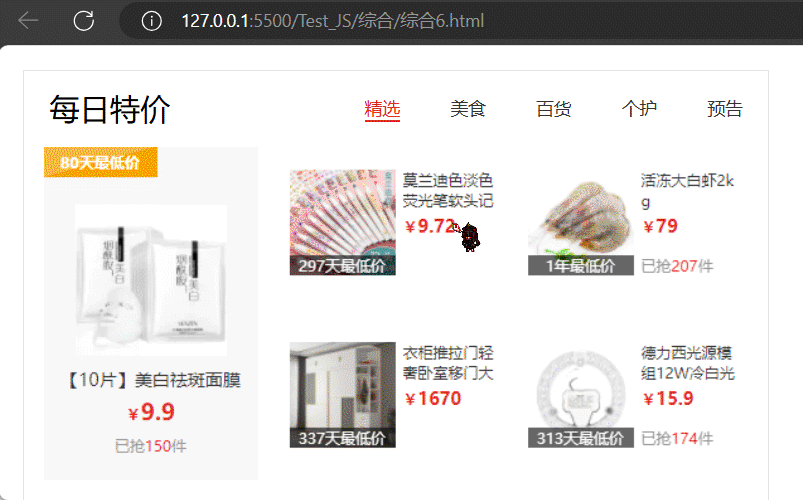 127.0.0.1:5500/Test_JS/综合/综合6.html
每日特价
精选 美食 百货 个护 预告
80天最低价
【10片】美白祛斑面膜
￥9.9
已抢150件
莫兰迪色淡色
荧光笔软头记
￥9.72
297天最低价
活冻大白虾2k
g
￥79
已抢207件
1年最低价
衣柜推拉门轻
奢卧室移门大
￥1670
337天最低价
德力西光源模
组12W冷白光
￥15.9
已抢174件
313天最低价